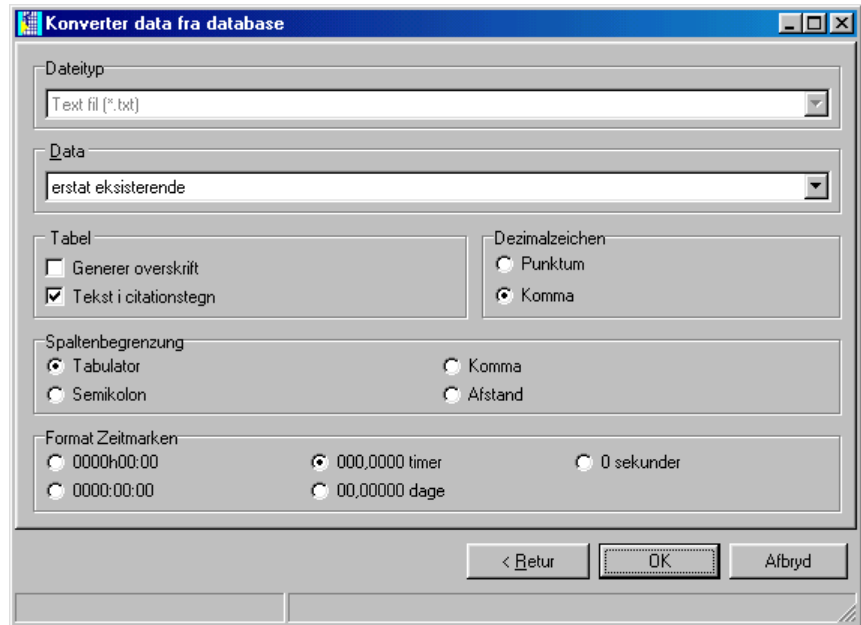 Konverter data fra database
Dateityp
Text fil (*.txt)
Data
erstat eksisterende
Tabel
Generer overskrift
Tekst i citationstegn
Dezimalzeichen
Punktum
Komma
Spaltenbegrenzung
Tabulator
Komma
Semikolon
Afstand
Format Zeitmarken
0000h00:00
000,0000 timer
0 sekunder
0000:00:00
00,00000 dage
< Retur
OK
Afbryd